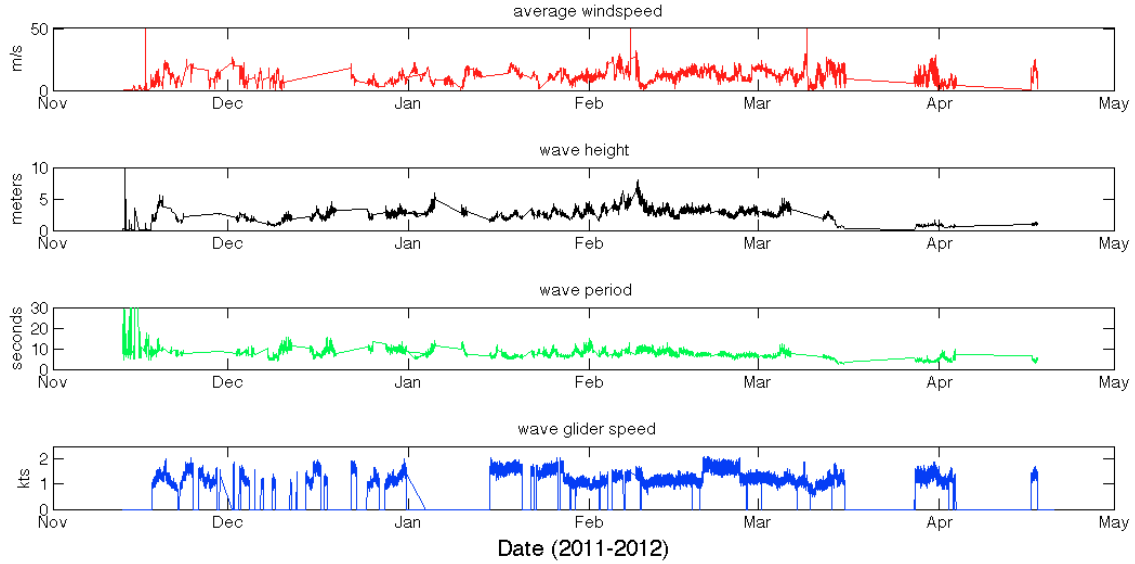 average windspeed
50
m/s
0
Nov Dec Jan Feb Mar Apr May
wave height
10
meters
5
0
Nov Dec Jan Feb Mar Apr May
wave period
30
seconds
20
10
0
Nov Dec Jan Feb Mar Apr May
wave glider speed
2
kts
1
0
Nov Dec Jan Feb Mar Apr May
Date (2011-2012)